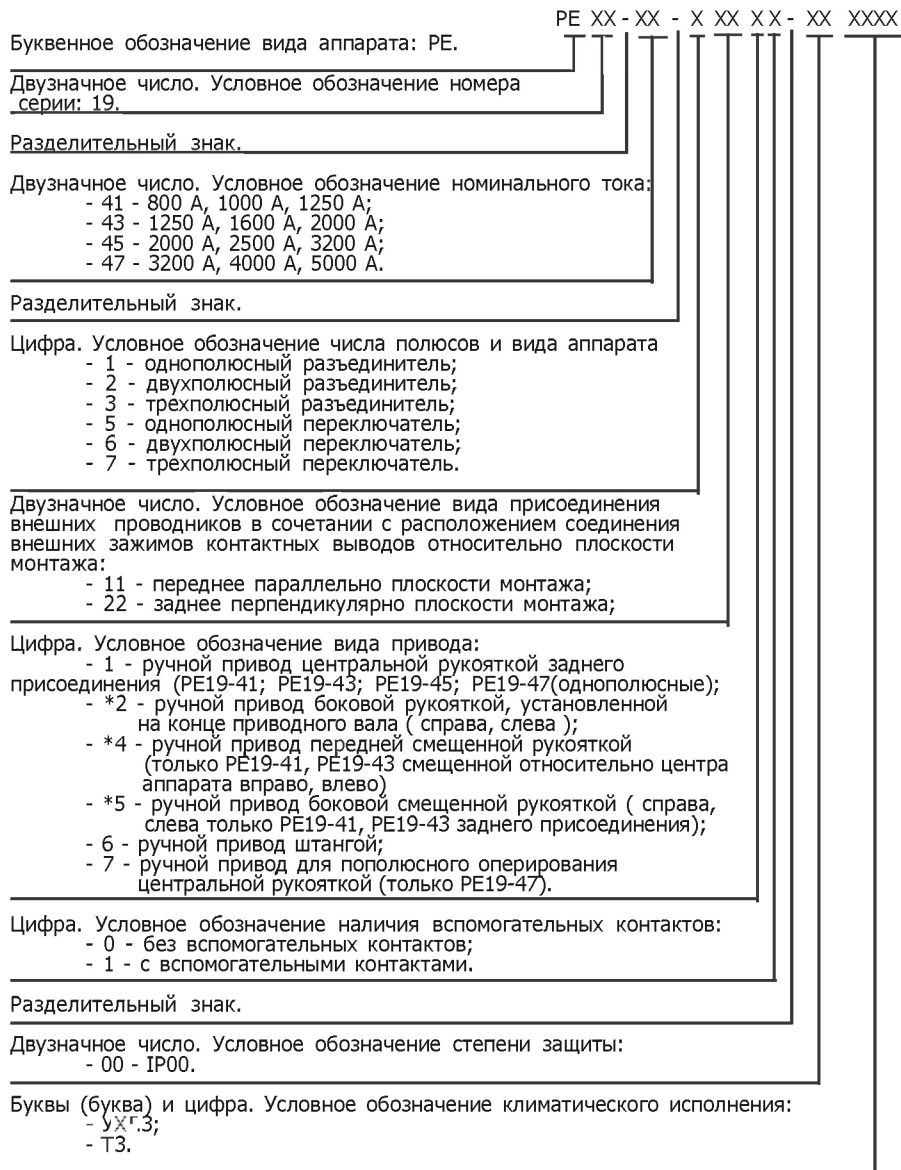 РЕ ХХ - ХХ - Х ХХ Х Х - ХХ ХХХХ
Буквенное обозначение вида аппарата: РЕ.
Двузначное число. Условное обозначение номера
серии: 19.
Разделительный знак.
Двузначное число. Условное обозначение номинального тока:
- 41 - 800 А, 1000 А, 1250 А;
- 43 - 1250 А, 1600 А, 2000 А;
- 45 - 2000 А, 2500 А, 3200 А;
- 47 - 3200 А, 4000 А, 5000 А.
Разделительный знак.
Цифра. Условное обозначение числа полюсов и вида аппарата
- 1 - однополюсный разъединитель;
- 2 - двухполюсный разъединитель;
- 3 - трехполюсный разъединитель;
- 5 - однополюсный переключатель;
- 6 - двухполюсный переключатель;
- 7 - трехполюсный переключатель.
Двузначное число. Условное обозначение вида присоединения
внешних проводников в сочетании с расположением соединения
внешних зажимов контактных выводов относительно плоскости
монтажа:
- 11 - переднее параллельно плоскости монтажа;
- 22 - заднее перпендикулярно плоскости монтажа;
Цифра. Условное обозначение вида привода:
- 1 - ручной привод центральной рукояткой заднего
присоединения (РЕ19-41; РЕ19-43; РЕ19-45; РЕ19-47(однополюсные);
- *2 - ручной привод боковой рукояткой, установленной
на конце приводного вала ( справа, слева );
- *4 - ручной привод передней смещенной рукояткой
(только РЕ19-41, РЕ19-43 смещенной относительно центра
аппарата вправо, влево)
- *5 - ручной привод боковой смещенной рукояткой ( справа,
слева только РЕ19-41, РЕ19-43 заднего присоединения);
- 6 - ручной привод штангой;
- 7 - ручной привод для пополюсного оперирования
центральной рукояткой (только РЕ19-47).
Цифра. Условное обозначение наличия вспомогательных контактов:
- 0 - без вспомогательных контактов;
- 1 - с вспомогательными контактами.
Разделительный знак.
Двузначное число. Условное обозначение степени защиты:
- 00 - IP00.
Буквы (буква) и цифра. Условное обозначение климатического исполнения:
- Т3.